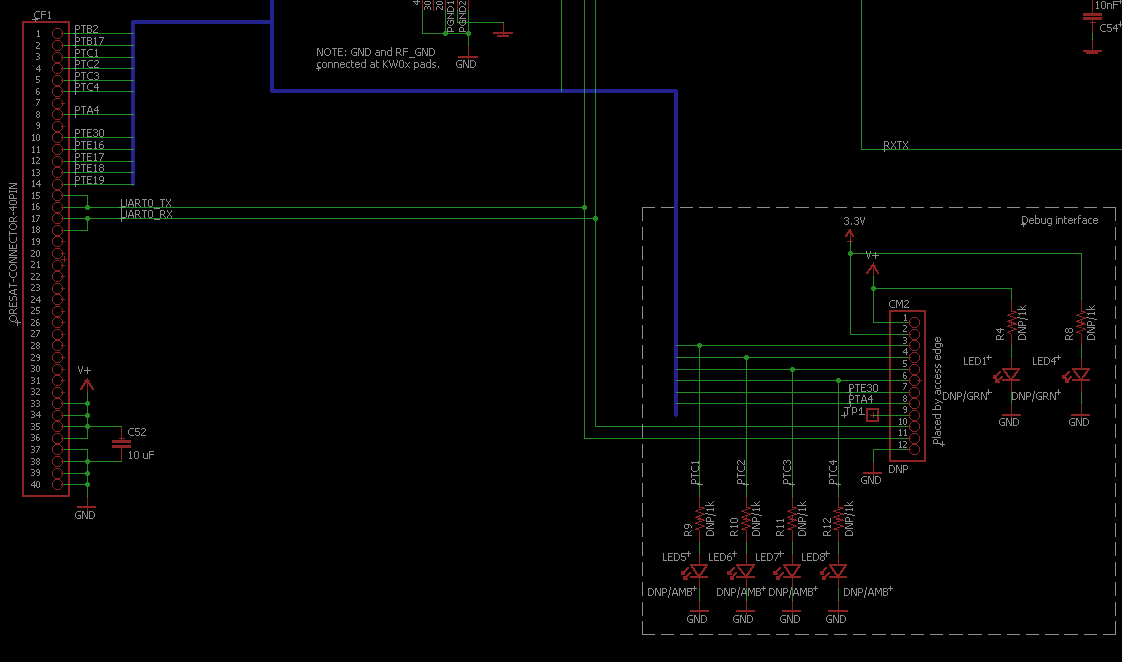 CF1
ORESAT-CONNECTOR-40PIN
1 PTB2
2 PTB17
3 PTC1
4 PTC2
5 PTC3
6 PTC4
7
8 PTA4
9
10 PTE30
11 PTE16
12 PTE17
13 PTE18
14 PTE19
15
16 UART0_TX
17 UART0_RX
18
19
20
21
22
23
24
25
26
27
28
29
30
31
32
33
34
35
36
37
38
39
40
V+
C52
10 uF
GND
30
20
PGND1
PGND2
NOTE: GND and RF_GND
connected at KW0x pads.
GND
10nF
C54
RXTX
Debug interface
3.3V
V+
CM2
1
2
3
4
5
6
7
8
9
10
11
12
PTE30
PTA4
TP1
DNP
GND
Placed by access edge
R4
DNP/1k
LED1
DNP/GRN
GND
R8
DNP/1k
LED4
DNP/GRN
GND
PTC1
R9
DNP/1k
LED5
DNP/AMB
GND
PTC2
R10
DNP/1k
LED6
DNP/AMB
GND
PTC3
R11
DNP/1k
LED7
DNP/AMB
GND
PTC4
R12
DNP/1k
LED8
DNP/AMB
GND